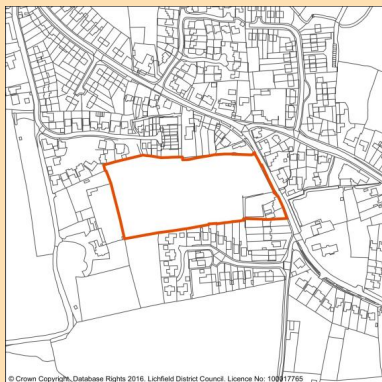 © Crown Copyright, Database Rights 2016. Lichfield District Council. Licence No: 100017765